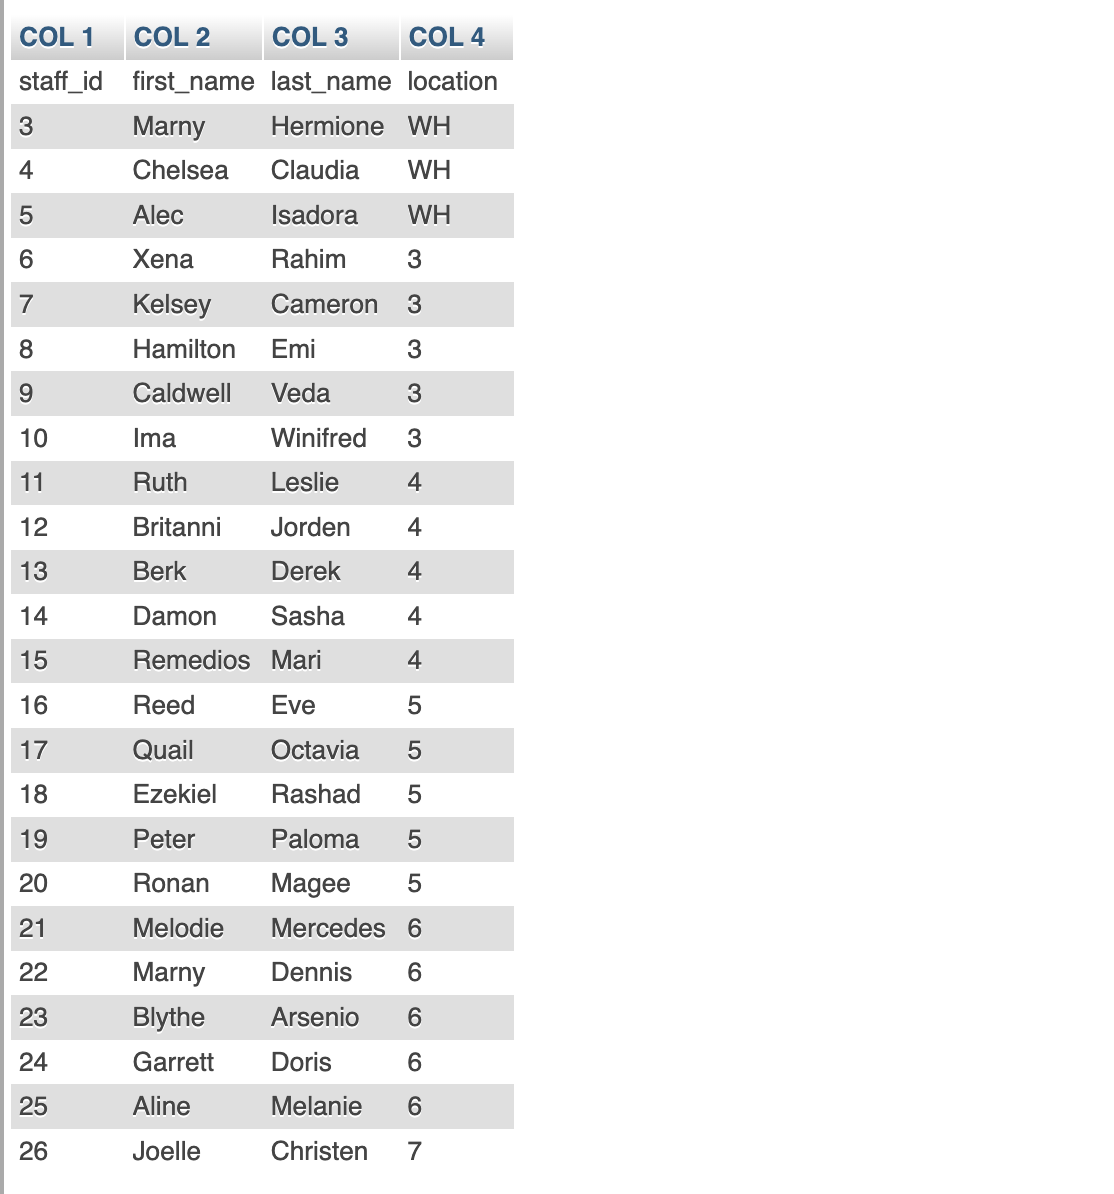 COL 1 COL 2 COL 3 COL 4
staff_id first_name last_name location
3 Marny Hermione WH
4 Chelsea Claudia WH
5 Alec Isadora WH
6 Xena Rahim 3
7 Kelsey Cameron 3
8 Hamilton Emi 3
9 Caldwell Veda 3
10 Ima Winifred 3
11 Ruth Leslie 4
12 Britanni Jorden 4
13 Berk Derek 4
14 Damon Sasha 4
15 Remedios Mari 4
16 Reed Eve 5
17 Quail Octavia 5
18 Ezekiel Rashad 5
19 Peter Paloma 5
20 Ronan Magee 5
21 Melodie Mercedes 6
22 Marny Dennis 6
23 Blythe Arsenio 6
24 Garrett Doris 6
25 Aline Melanie 6
26 Joelle Christen 7